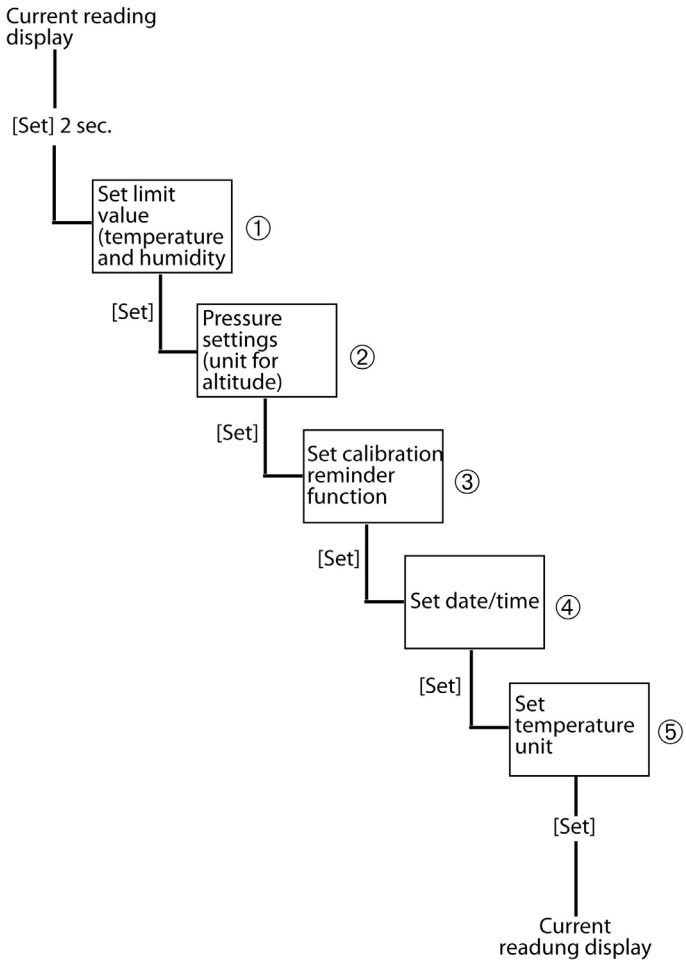 Current reading
display
[Set] 2 sec.
Set limit
value
(temperature
and humidity
①
[Set]
Pressure
settings
(unit for
altitude)
②
[Set]
Set calibration
reminder
function
③
[Set]
Set date/time
④
[Set]
Set
temperature
unit
⑤
[Set]
Current
readung display